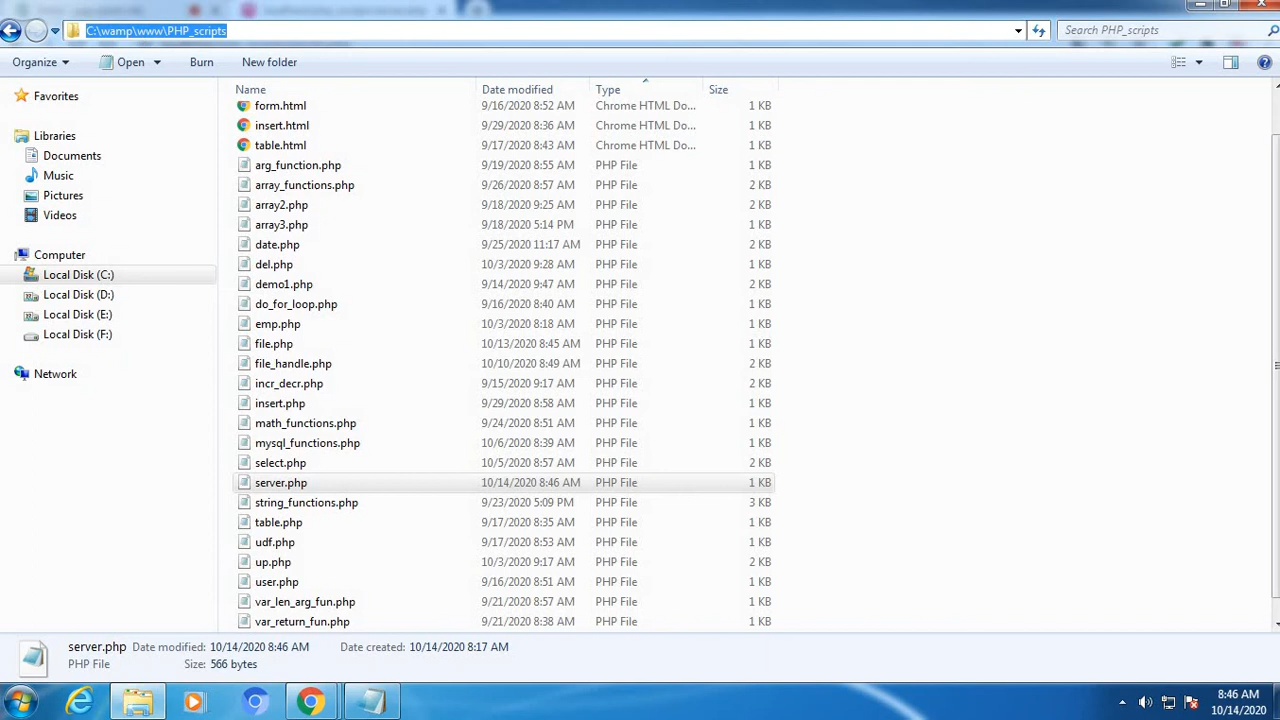 C:\wamp\www\PHP_scripts
Search PHP_scripts
Organize
Open
Burn
New folder
Name Date modified Type Size
Favorites
Libraries
Documents
Music
Pictures
Videos
Computer
Local Disk (C:)
Local Disk (D:)
Local Disk (E:)
Local Disk (F:)
Network
form.html 9/16/2020 8:52 AM Chrome HTML Do... 1 KB
insert.html 9/29/2020 8:36 AM Chrome HTML Do... 1 KB
table.html 9/17/2020 8:43 AM Chrome HTML Do... 1 KB
arg_function.php 9/19/2020 8:55 AM PHP File 1 KB
array_functions.php 9/26/2020 8:57 AM PHP File 2 KB
array2.php 9/18/2020 9:25 AM PHP File 2 KB
array3.php 9/18/2020 5:14 PM PHP File 1 KB
date.php 9/25/2020 11:17 AM PHP File 2 KB
del.php 10/3/2020 9:28 AM PHP File 1 KB
demo1.php 9/14/2020 9:47 AM PHP File 2 KB
do_for_loop.php 9/16/2020 8:40 AM PHP File 1 KB
emp.php 10/3/2020 8:18 AM PHP File 1 KB
file.php 10/13/2020 8:45 AM PHP File 1 KB
file_handle.php 10/10/2020 8:49 AM PHP File 2 KB
incr_decr.php 9/15/2020 9:17 AM PHP File 1 KB
insert.php 9/29/2020 8:58 AM PHP File 1 KB
math_functions.php 9/24/2020 8:51 AM PHP File 1 KB
mysql_functions.php 10/6/2020 8:39 AM PHP File 1 KB
select.php 10/5/2020 8:57 AM PHP File 2 KB
server.php 10/14/2020 8:46 AM PHP File 1 KB
string_functions.php 9/23/2020 5:09 PM PHP File 3 KB
table.php 9/17/2020 8:35 AM PHP File 1 KB
udf.php 9/17/2020 8:53 AM PHP File 1 KB
up.php 10/3/2020 9:17 AM PHP File 2 KB
user.php 9/16/2020 8:51 AM PHP File 1 KB
var_len_arg_fun.php 9/21/2020 8:57 AM PHP File 1 KB
var_return_fun.php 9/21/2020 8:38 AM PHP File 1 KB
server.php Date modified: 10/14/2020 8:46 AM Date created: 10/14/2020 8:17 AM
PHP File Size: 566 bytes
8:46 AM
10/14/2020